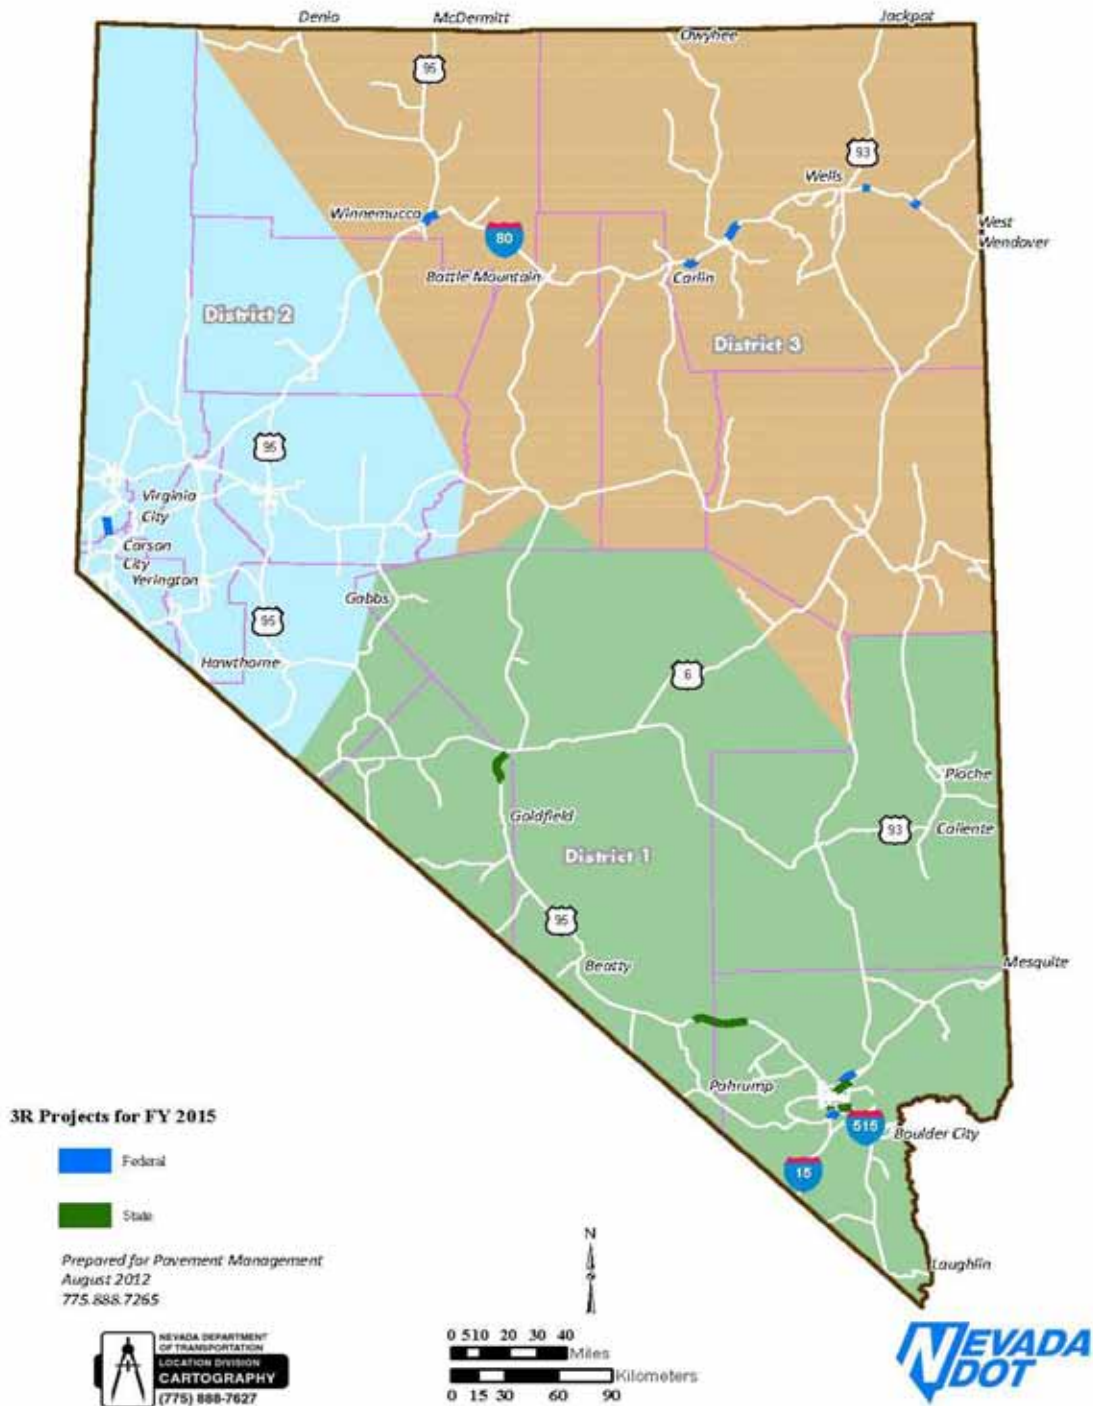 Denio
McDermitt
Jackpot
Owyhee
95
93
Wells
Winnemucca
80
West
Wendover
Battle Mountain
Carlin
District 2
District 3
95
Virginia
City
Carson
City
Yerington
Gabbs
95
Hawthorne
6
Pioche
Goldfield
93
Caliente
District 1
95
Beatty
Mesquite
Pahrump
515
Boulder City
15
Laughlin
3R Projects for FY 2015
Federal
State
Prepared for Pavement Management
August 2012
775.888.7265
N
NEVADA DEPARTMENT
OF TRANSPORTATION
LOCATION DIVISION
CARTOGRAPHY
(775) 888-7627
0 510 20 30 40
Miles
Kilometers
0 15 30 60 90
NEVADA
DOT